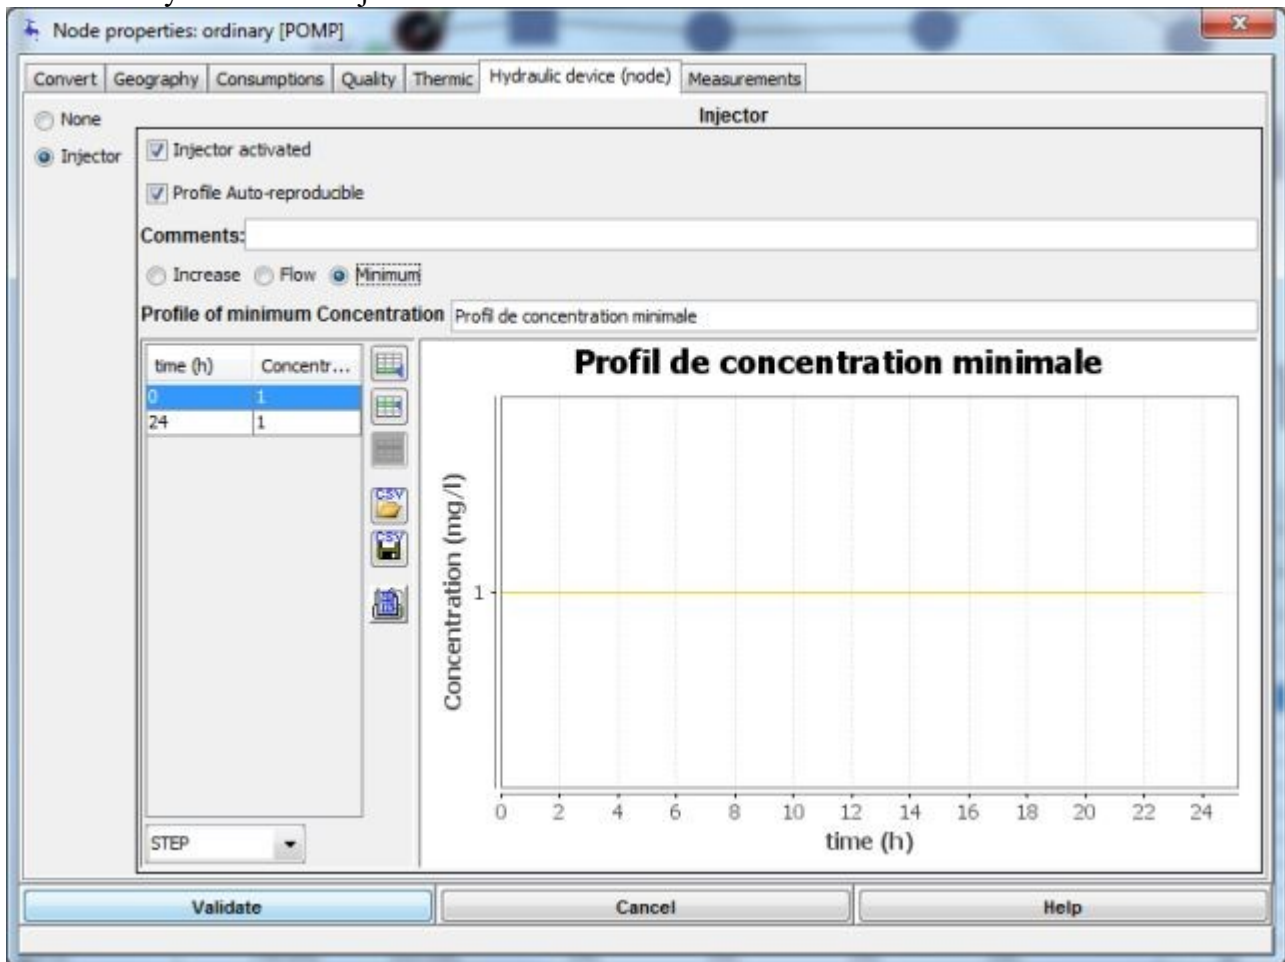 Node properties: ordinary [POMP]
Convert Geography Consumptions Quality Thermic Hydraulic device (node) Measurements
None
Injector
Injector
Injector activated
Profile Auto-reproducible
Comments:
Increase Flow Minimum
Profile of minimum Concentration Profil de concentration minimale
time (h) Concentr...
0 1
24 1
CSV
CSV
STEP
Profil de concentration minimale
Concentration (mg/l)
1
0 2 4 6 8 10 12 14 16 18 20 22 24
time (h)
Validate Cancel Help